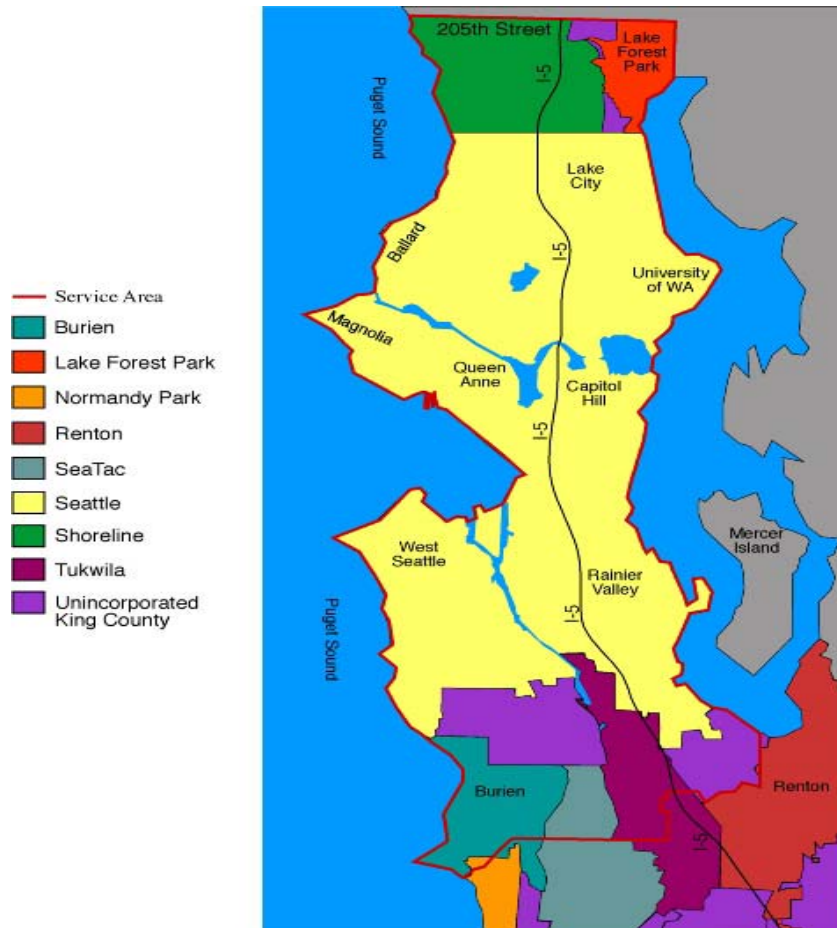 Service Area
Burien
Lake Forest Park
Normandy Park
Renton
SeaTac
Seattle
Shoreline
Tukwila
Unincorporated
King County
205th Street
I-5
Lake
Forest
Park
Puget Sound
Lake
City
Ballard
I-5
University
of WA
Magnolia
Queen
Anne
Capitol
Hill
I-5
West
Seattle
Mercer
Island
Rainier
Valley
I-5
Puget Sound
Burien
Renton
I-5